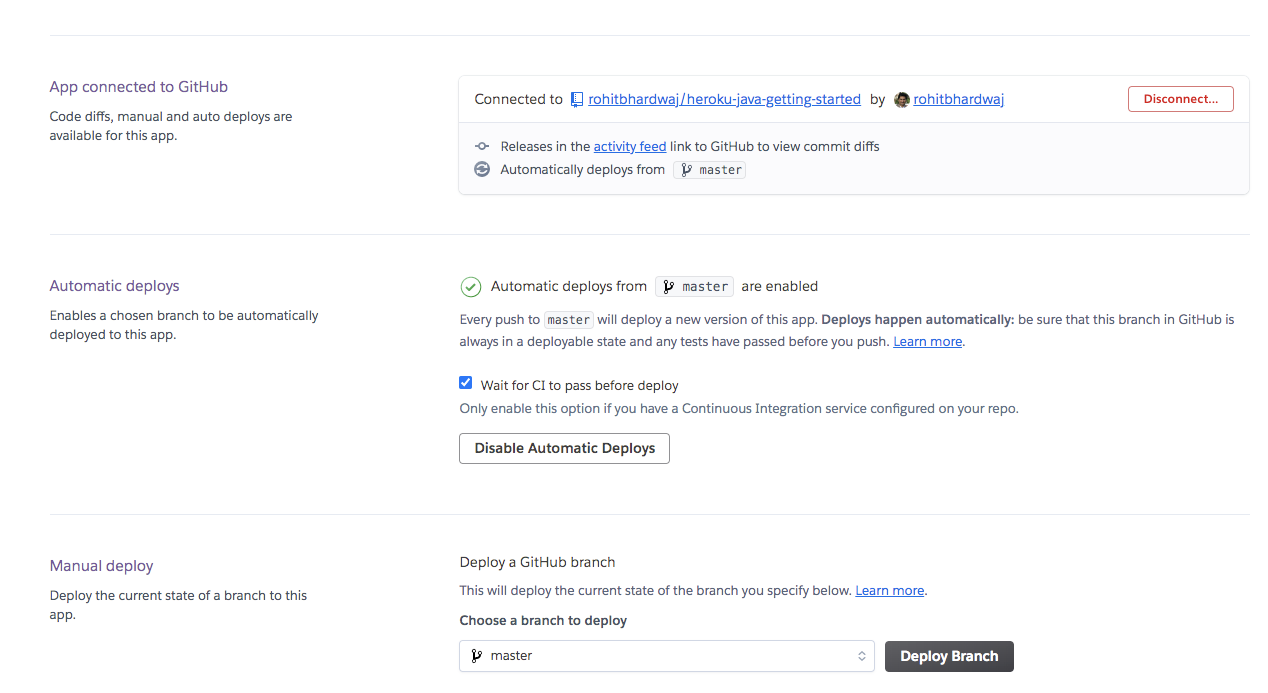 App connected to GitHub
Code diffs, manual and auto deploys are
available for this app.
Connected to rohitbhardwaj/heroku-java-getting-started by rohitbhardwaj
Disconnect...
Releases in the activity feed link to GitHub to view commit diffs
Automatically deploys from master
Automatic deploys
Enables a chosen branch to be automatically
deployed to this app.
Automatic deploys from master are enabled
Every push to master will deploy a new version of this app. Deploys happen automatically: be sure that this branch in GitHub is
always in a deployable state and any tests have passed before you push. Learn more.
Wait for CI to pass before deploy
Only enable this option if you have a Continuous Integration service configured on your repo.
Disable Automatic Deploys
Manual deploy
Deploy the current state of a branch to this
app.
Deploy a GitHub branch
This will deploy the current state of the branch you specify below. Learn more.
Choose a branch to deploy
master
Deploy Branch